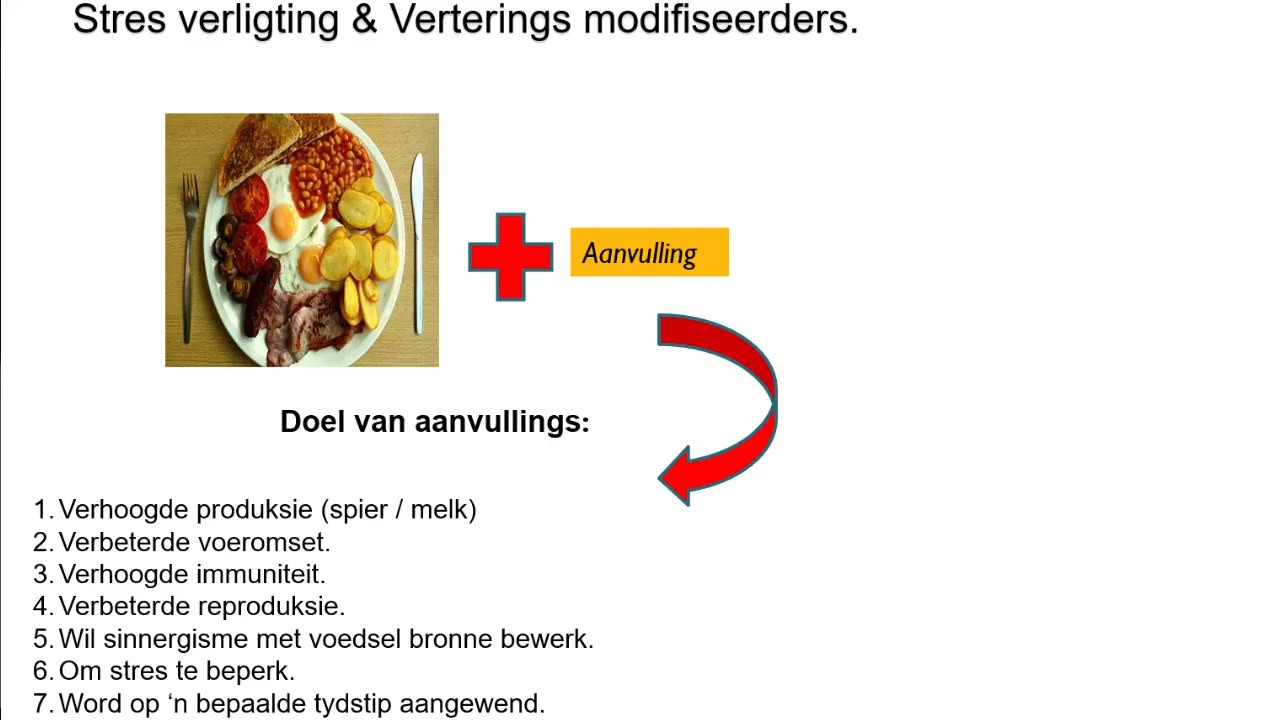 Stres verligting & Verterings modifiseerders.
Aanvulling
Doel van aanvullings:
1. Verhoogde produksie (spier / melk)
2. Verbeterde voeromset.
3. Verhoogde immuniteit.
4. Verbeterde reproduksie.
5. Wil sinnergisme met voedsel bronne bewerk.
6. Om stres te beperk.
7. Word op ‘n bepaalde tydstip aangewend.